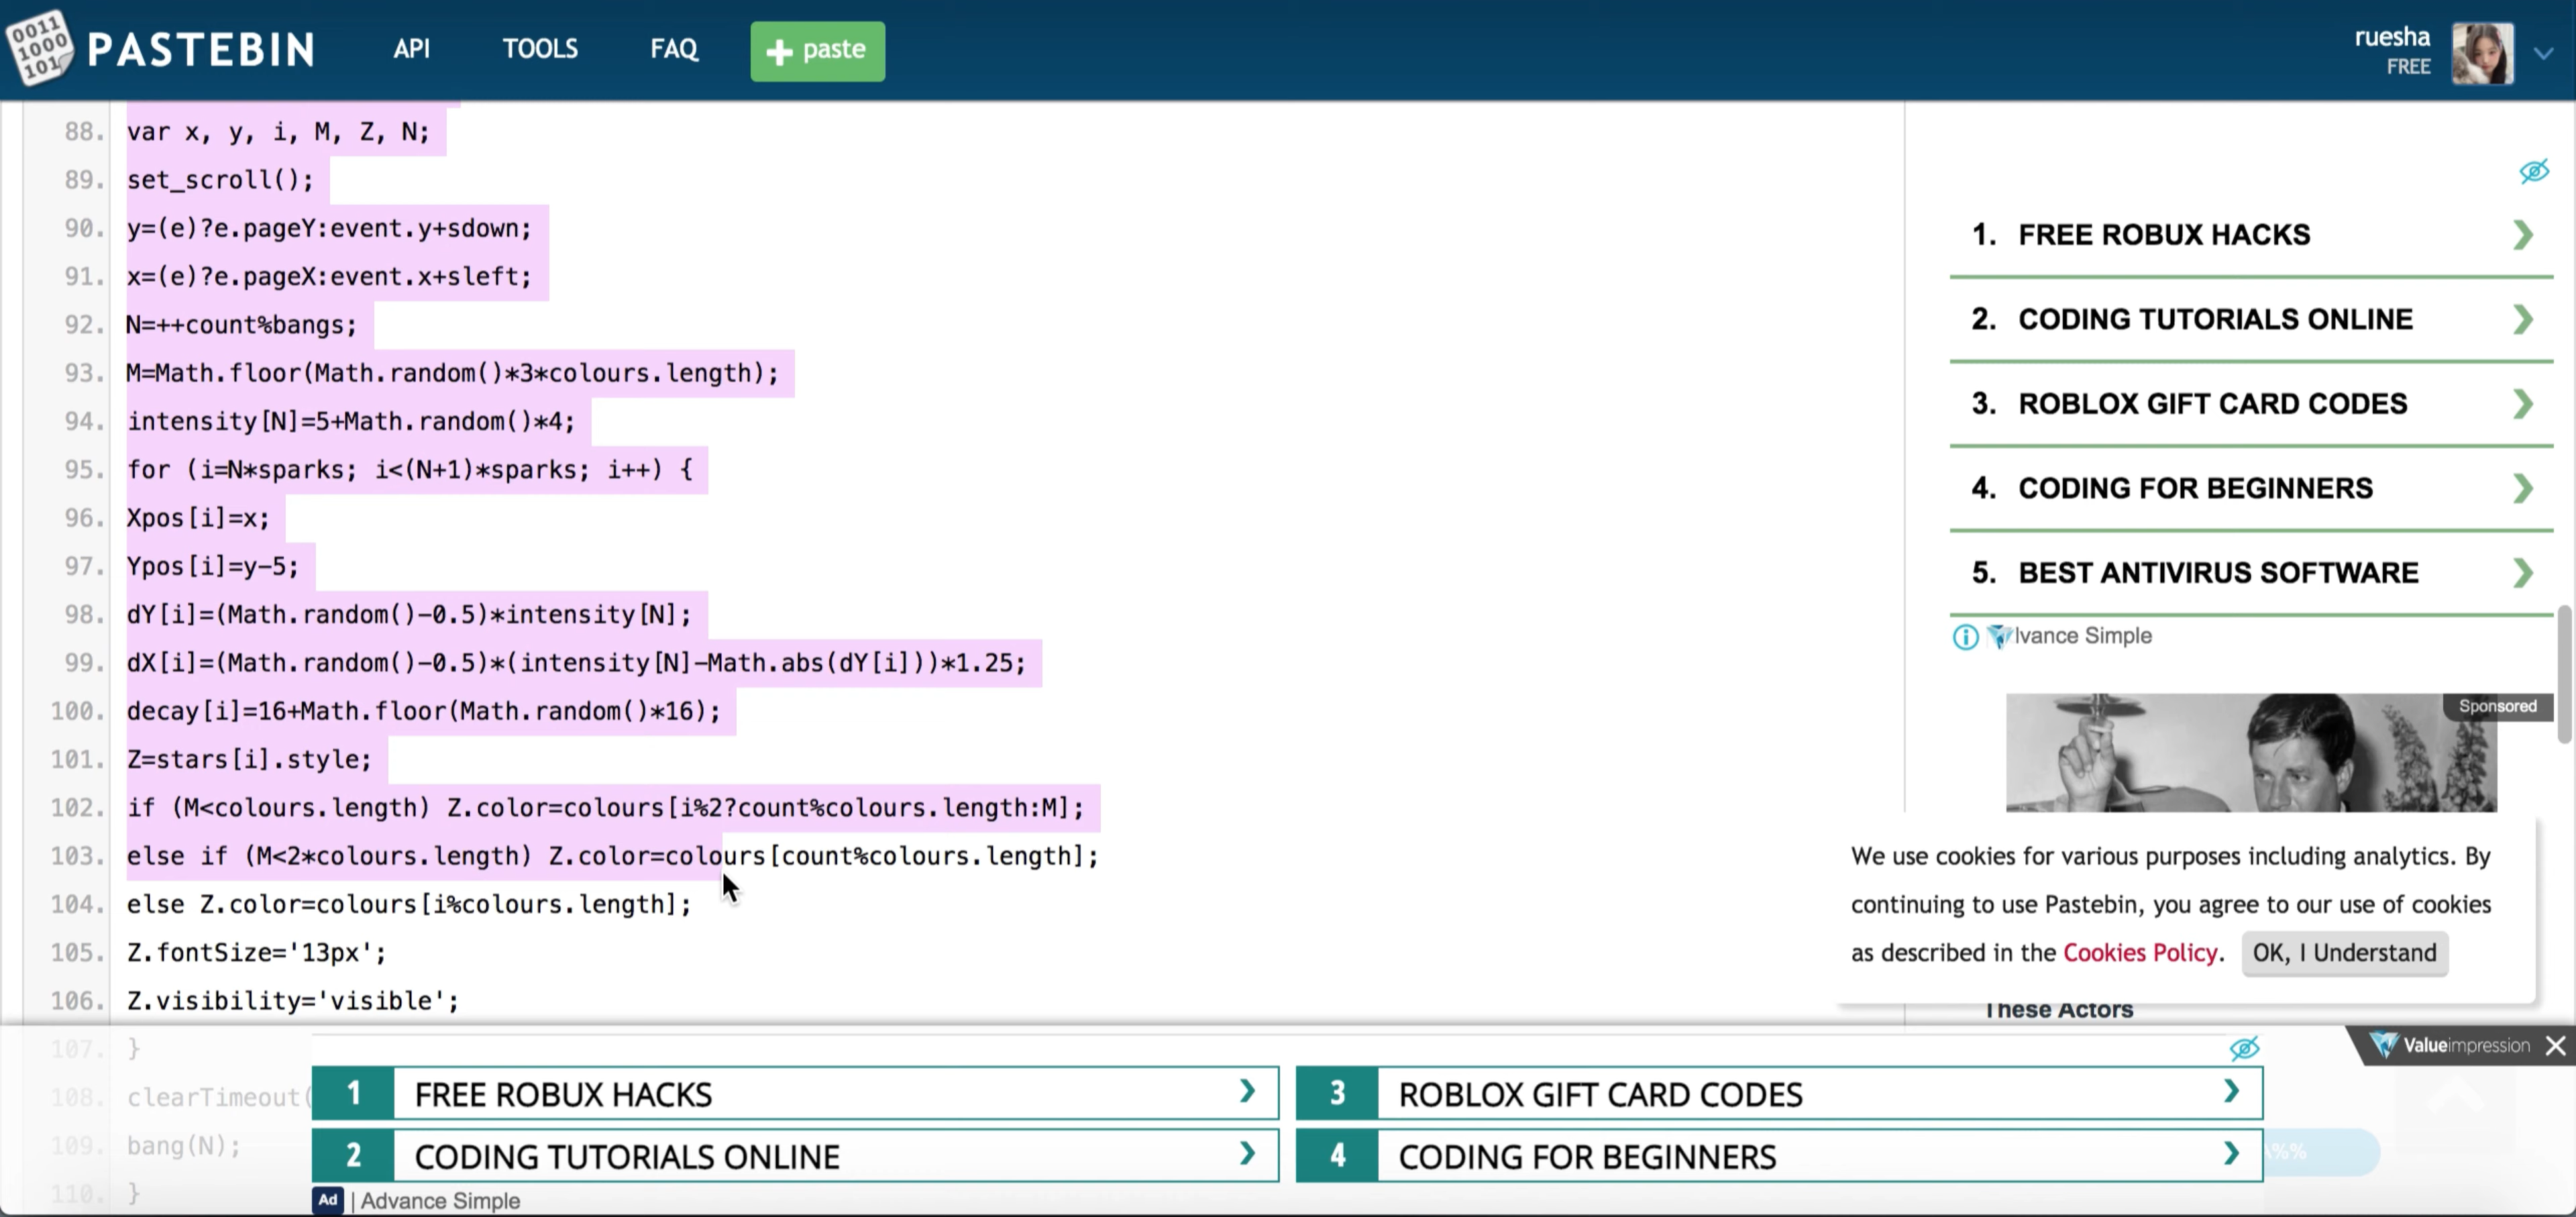 0011
1000
101
PASTEBIN
API
TOOLS
FAQ
+ paste
ruesha
FREE
88. var x, y, i, M, Z, N;
89. set_scroll();
90. y=(e)?e.pageY:event.y+sdown;
91. x=(e)?e.pageX:event.x+sleft;
92. N=++count%bangs;
93. M=Math.floor(Math.random()*3*colours.length);
94. intensity[N]=5+Math.random()*4;
95. for (i=N*sparks; i<(N+1)*sparks; i++) {
96. Xpos[i]=x;
97. Ypos[i]=y-5;
98. dY[i]=(Math.random()-0.5)*intensity[N];
99. dX[i]=(Math.random()-0.5)*(intensity[N]-Math.abs(dY[i]))*1.25;
100. decay[i]=16+Math.floor(Math.random()*16);
101. Z=stars[i].style;
102. if (M<colours.length) Z.color=colours[i%2?count%colours.length:M];
103. else if (M<2*colours.length) Z.color=colours[count%colours.length];
104. else Z.color=colours[i%colours.length];
105. Z.fontSize='13px';
106. Z.visibility='visible';
107. }
108. clearTimeout(
109. bang(N);
110. }
1. FREE ROBUX HACKS
2. CODING TUTORIALS ONLINE
3. ROBLOX GIFT CARD CODES
4. CODING FOR BEGINNERS
5. BEST ANTIVIRUS SOFTWARE
lvance Simple
Sponsored
We use cookies for various purposes including analytics. By
continuing to use Pastebin, you agree to our use of cookies
as described in the Cookies Policy. OK, I Understand
These Actors
Valueimpression
1 FREE ROBUX HACKS
2 CODING TUTORIALS ONLINE
3 ROBLOX GIFT CARD CODES
4 CODING FOR BEGINNERS
Ad | Advance Simple